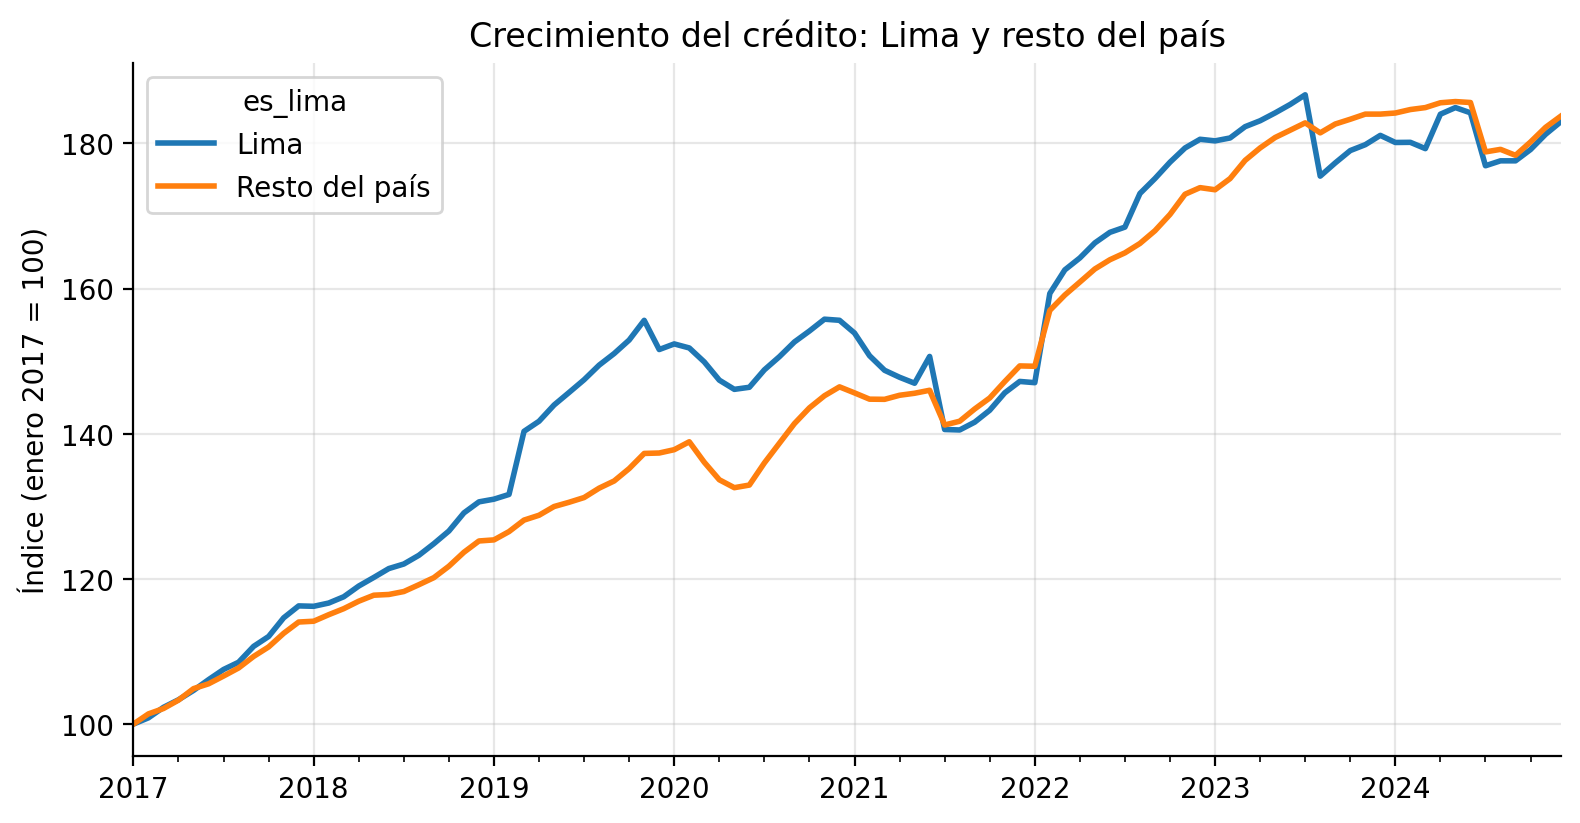 Crecimiento del crédito: Lima y resto del país
es_lima
Lima
Resto del país
Índice (enero 2017 = 100)
180
160
140
120
100
2017 2018 2019 2020 2021 2022 2023 2024